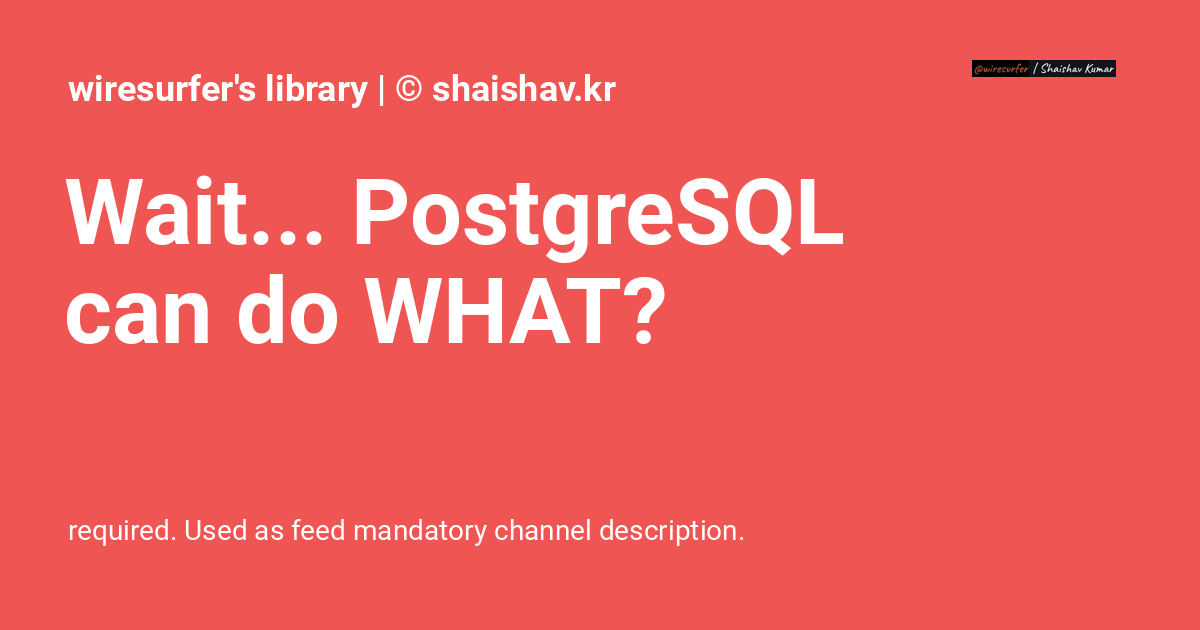 wiresurfer's library | © shaishav.kr
@wiresurfer | Shaishav Kumar
Wait... PostgreSQL
can do WHAT?
required. Used as feed mandatory channel description.